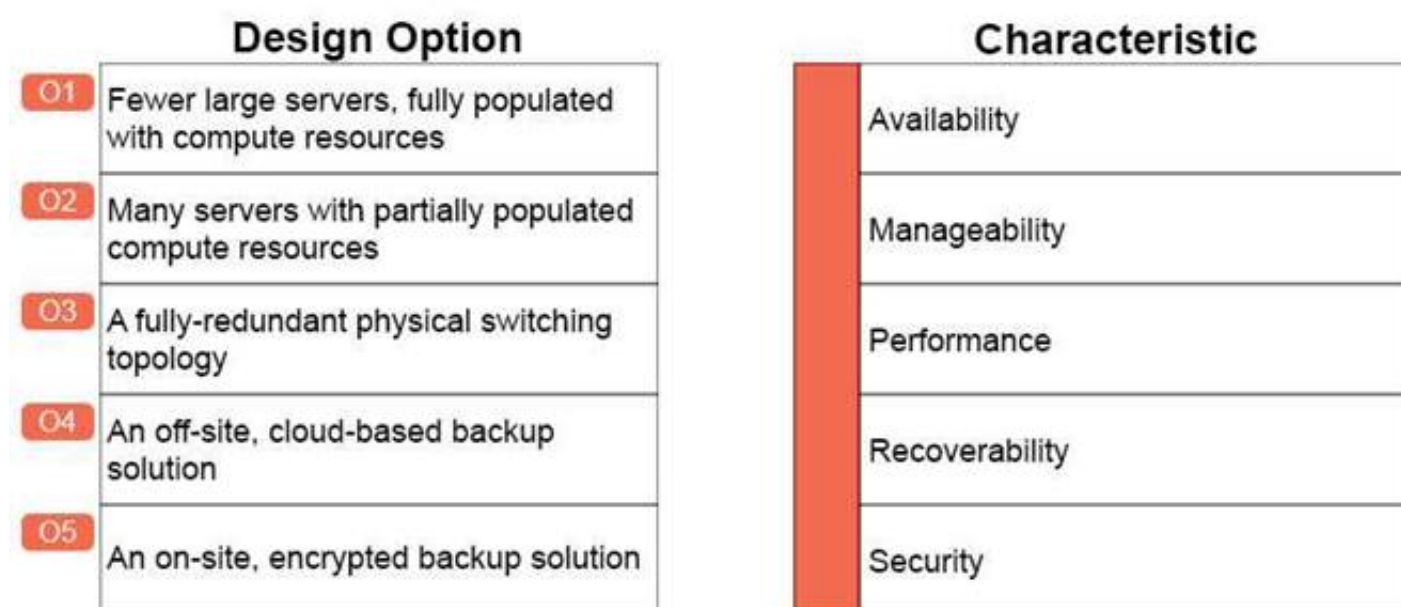 Design Option
Characteristic
O1
Fewer large servers, fully populated
with compute resources
Availability
O2
Many servers with partially populated
compute resources
Manageability
O3
A fully-redundant physical switching
topology
Performance
O4
An off-site, cloud-based backup
solution
Recoverability
O5
An on-site, encrypted backup solution
Security